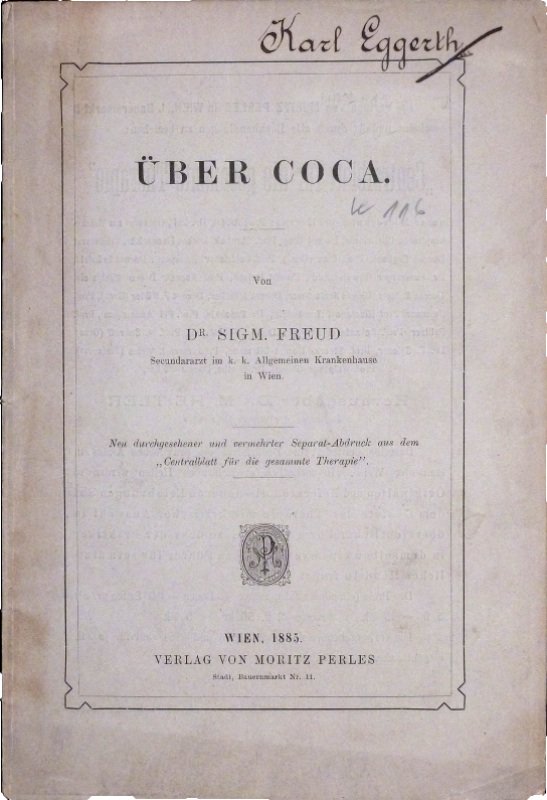 Karl Eggerth
ÜBER COCA.
Von
DR. SIGM. FREUD
Secundararzt im k. k. Allgemeinen Krankenhause
in Wien.
Neu durchgesehener und vermehrter Separat-Abdruck aus dem
„Centralblatt für die gesammte Therapie".
WIEN, 1885.
VERLAG VON MORITZ PERLES
Stadt, Bauernmarkt Nr. 11.